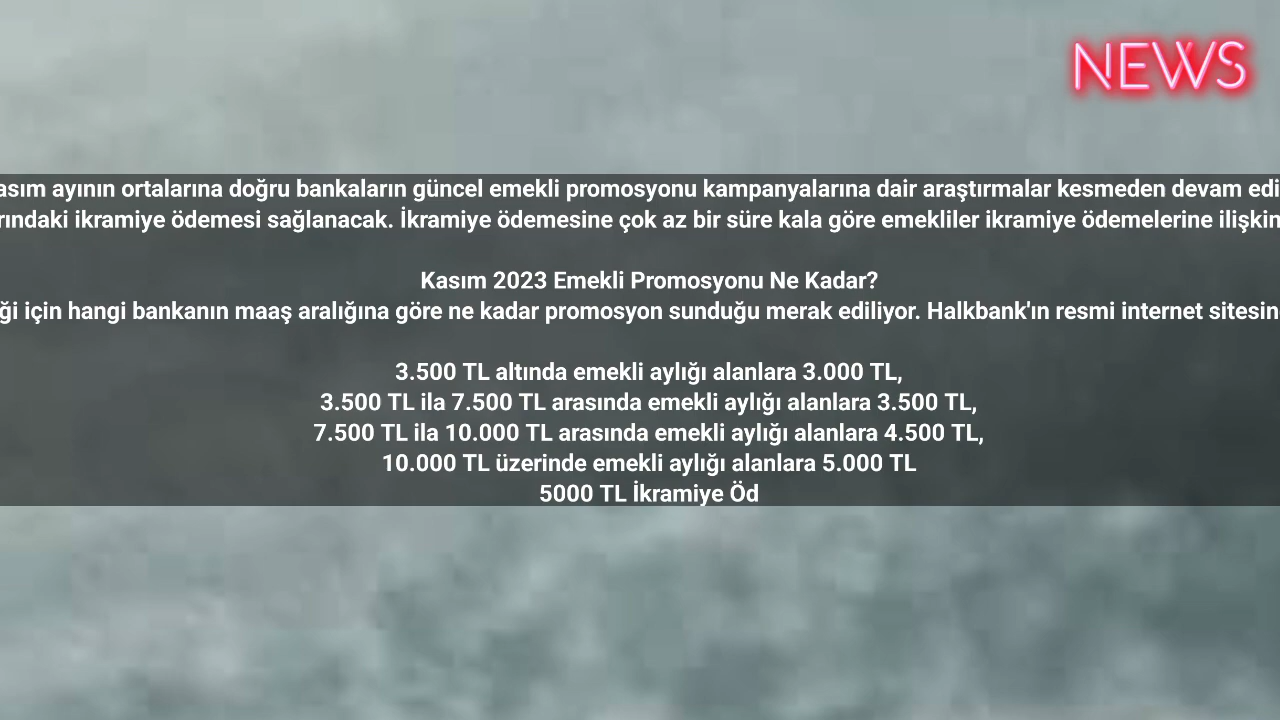 NEWS
asım ayının ortalarına doğru bankaların güncel emekli promosyonu kampanyalarına dair araştırmalar kesmeden devam edi
rındaki ikramiye ödemesi sağlanacak. İkramiye ödemesine çok az bir süre kala göre emekliler ikramiye ödemelerine ilişkin
Kasım 2023 Emekli Promosyonu Ne Kadar?
ği için hangi bankanın maaş aralığına göre ne kadar promosyon sunduğu merak ediliyor. Halkbank'ın resmi internet sitesin
3.500 TL altında emekli aylığı alanlara 3.000 TL,
3.500 TL ila 7.500 TL arasında emekli aylığı alanlara 3.500 TL,
7.500 TL ila 10.000 TL arasında emekli aylığı alanlara 4.500 TL,
10.000 TL üzerinde emekli aylığı alanlara 5.000 TL
5000 TL İkramiye Öd